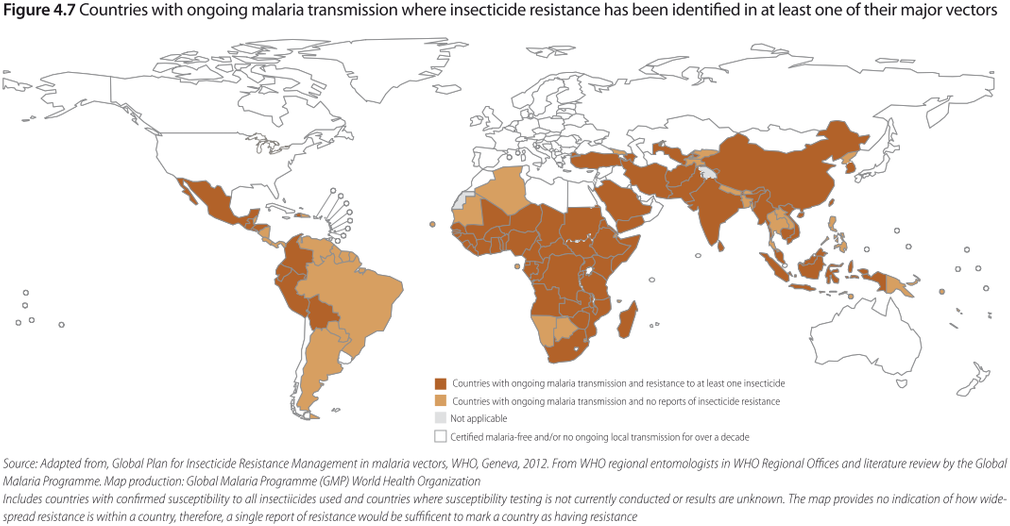 Figure 4.7 Countries with ongoing malaria transmission where insecticide resistance has been identified in at least one of their major vectors
Countries with ongoing malaria transmission and resistance to at least one insecticide
Countries with ongoing malaria transmission and no reports of insecticide resistance
Not applicable
Certified malaria-free and/or no ongoing local transmission for over a decade
Source: Adapted from, Global Plan for Insecticide Resistance Management in malaria vectors, WHO, Geneva, 2012. From WHO regional entomologists in WHO Regional Offices and literature review by the Global
Malaria Programme. Map production: Global Malaria Programme (GMP) World Health Organization
Includes countries with confirmed susceptibility to all insectiicides used and countries where susceptibility testing is not currently conducted or results are unknown. The map provides no indication of how wide-
spread resistance is within a country, therefore, a single report of resistance would be suffificent to mark a country as having resistance